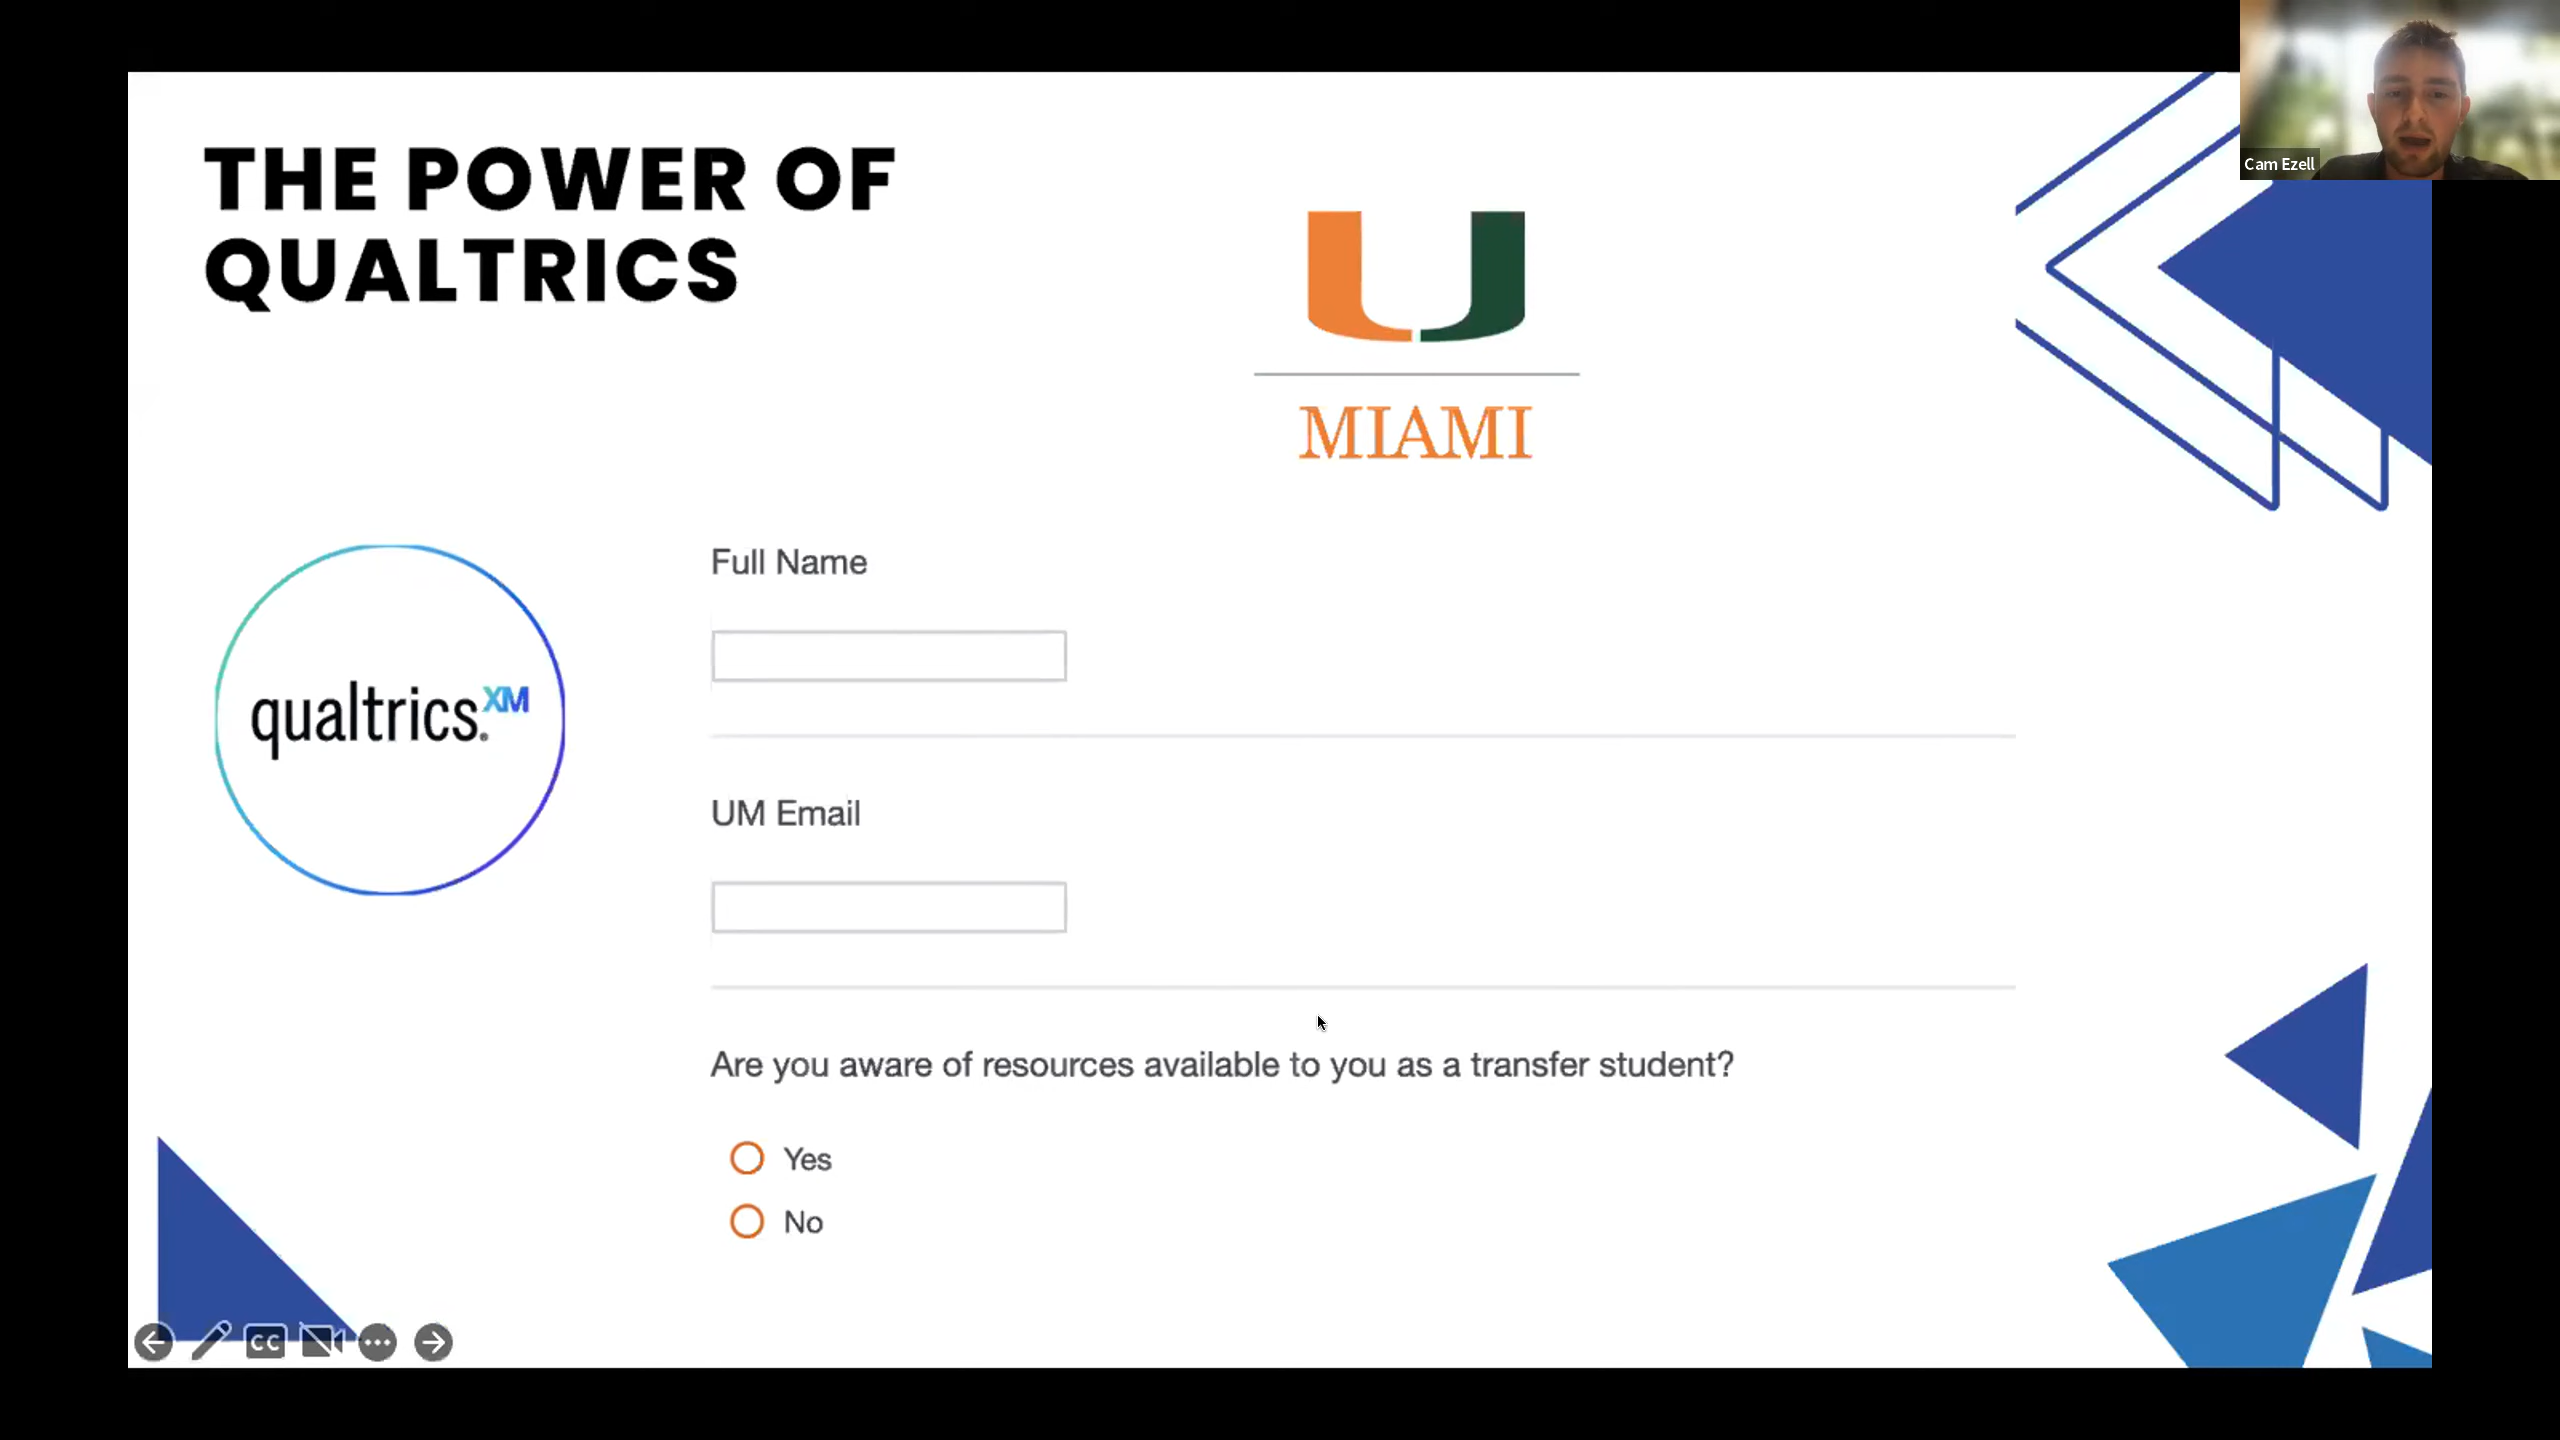 THE POWER OF
QUALTRICS
Cam Ezell
MIAMI
Full Name
qualtrics.XM
UM Email
Are you aware of resources available to you as a transfer student?
Yes
No
CC